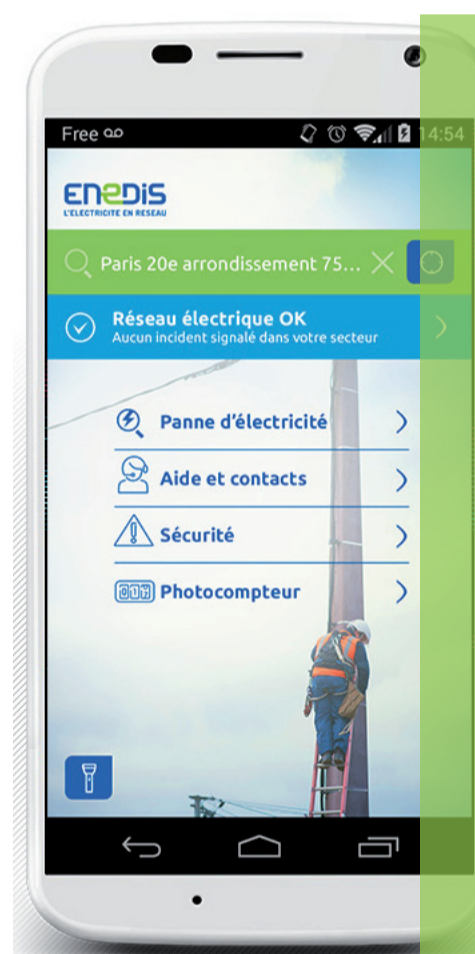 Free
14:54
ENEDIS
L'ELECTRICITE EN RESEAU
Paris 20e arrondissement 75...
Réseau électrique OK
Aucun incident signalé dans votre secteur
Panne d'électricité
Aide et contacts
Sécurité
Photocompteur